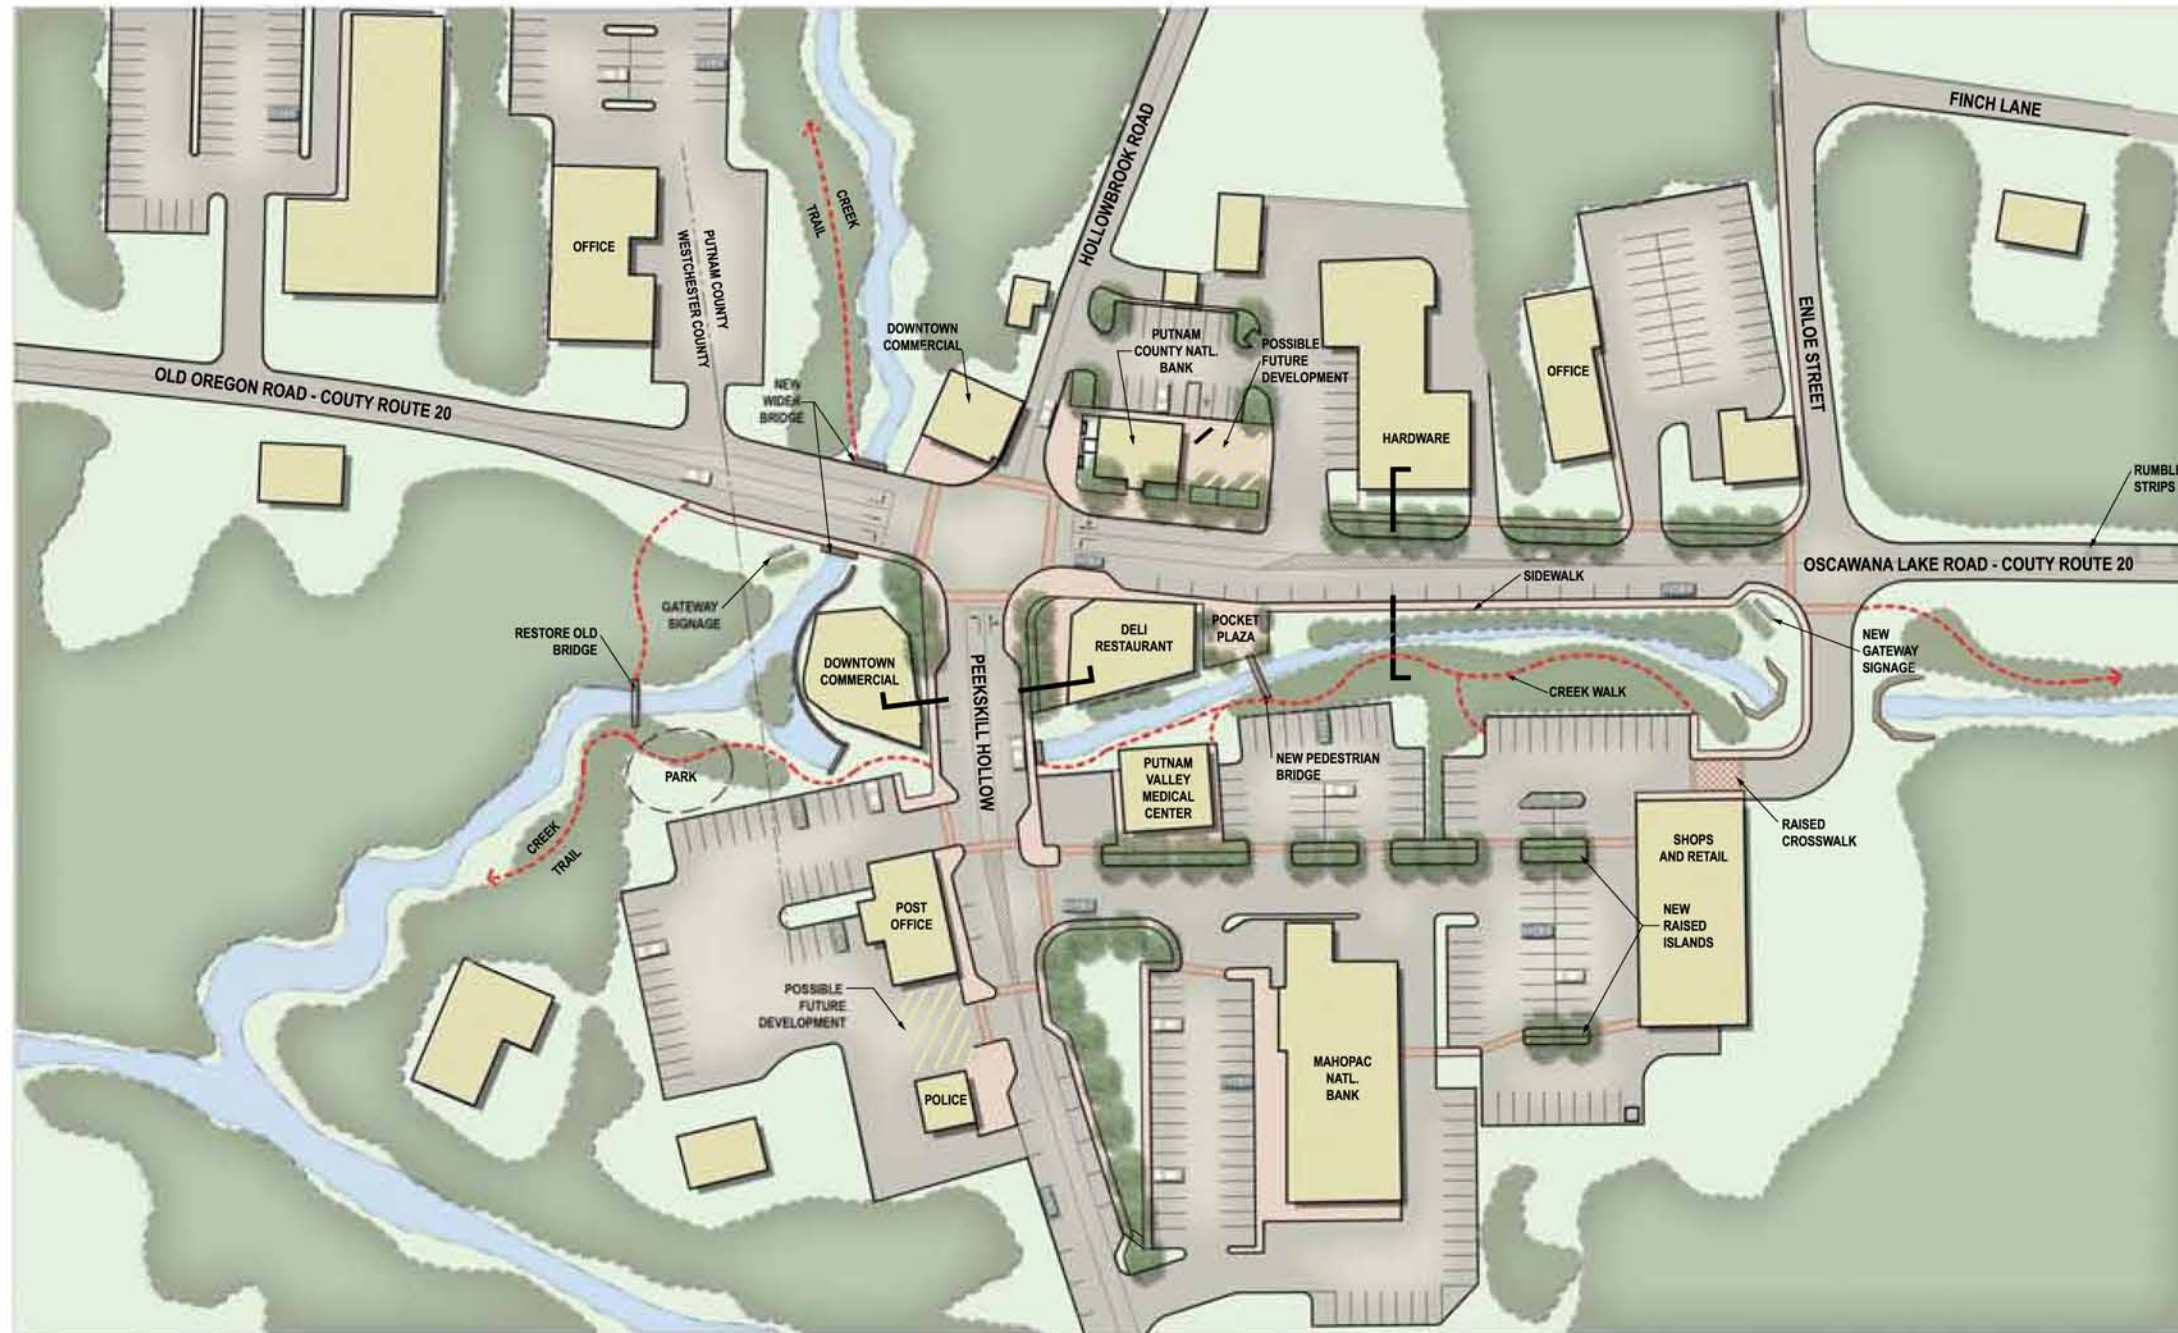 FINCH LANE
HOLLOWBROOK ROAD
CREEK
TRAIL
OFFICE
PUTNAM COUNTY
WESTCHESTER COUNTY
DOWNTOWN
COMMERCIAL
PUTNAM
COUNTY NATL.
BANK
POSSIBLE
FUTURE
DEVELOPMENT
ENLOE STREET
OFFICE
OLD OREGON ROAD - COUTY ROUTE 20
NEW
WIDER
BRIDGE
HARDWARE
RUMBLE
STRIPS
OSCAWANA LAKE ROAD - COUTY ROUTE 20
SIDEWALK
GATEWAY
SIGNAGE
RESTORE OLD
BRIDGE
DELI
RESTAURANT
POCKET
PLAZA
NEW
GATEWAY
SIGNAGE
DOWNTOWN
COMMERCIAL
PEEKSKILL HOLLOW
CREEK WALK
PARK
PUTNAM
VALLEY
MEDICAL
CENTER
NEW PEDESTRIAN
BRIDGE
CREEK
TRAIL
RAISED
CROSSWALK
SHOPS
AND RETAIL
POST
OFFICE
NEW
RAISED
ISLANDS
POSSIBLE
FUTURE
DEVELOPMENT
MAHOPAC
NATL.
BANK
POLICE